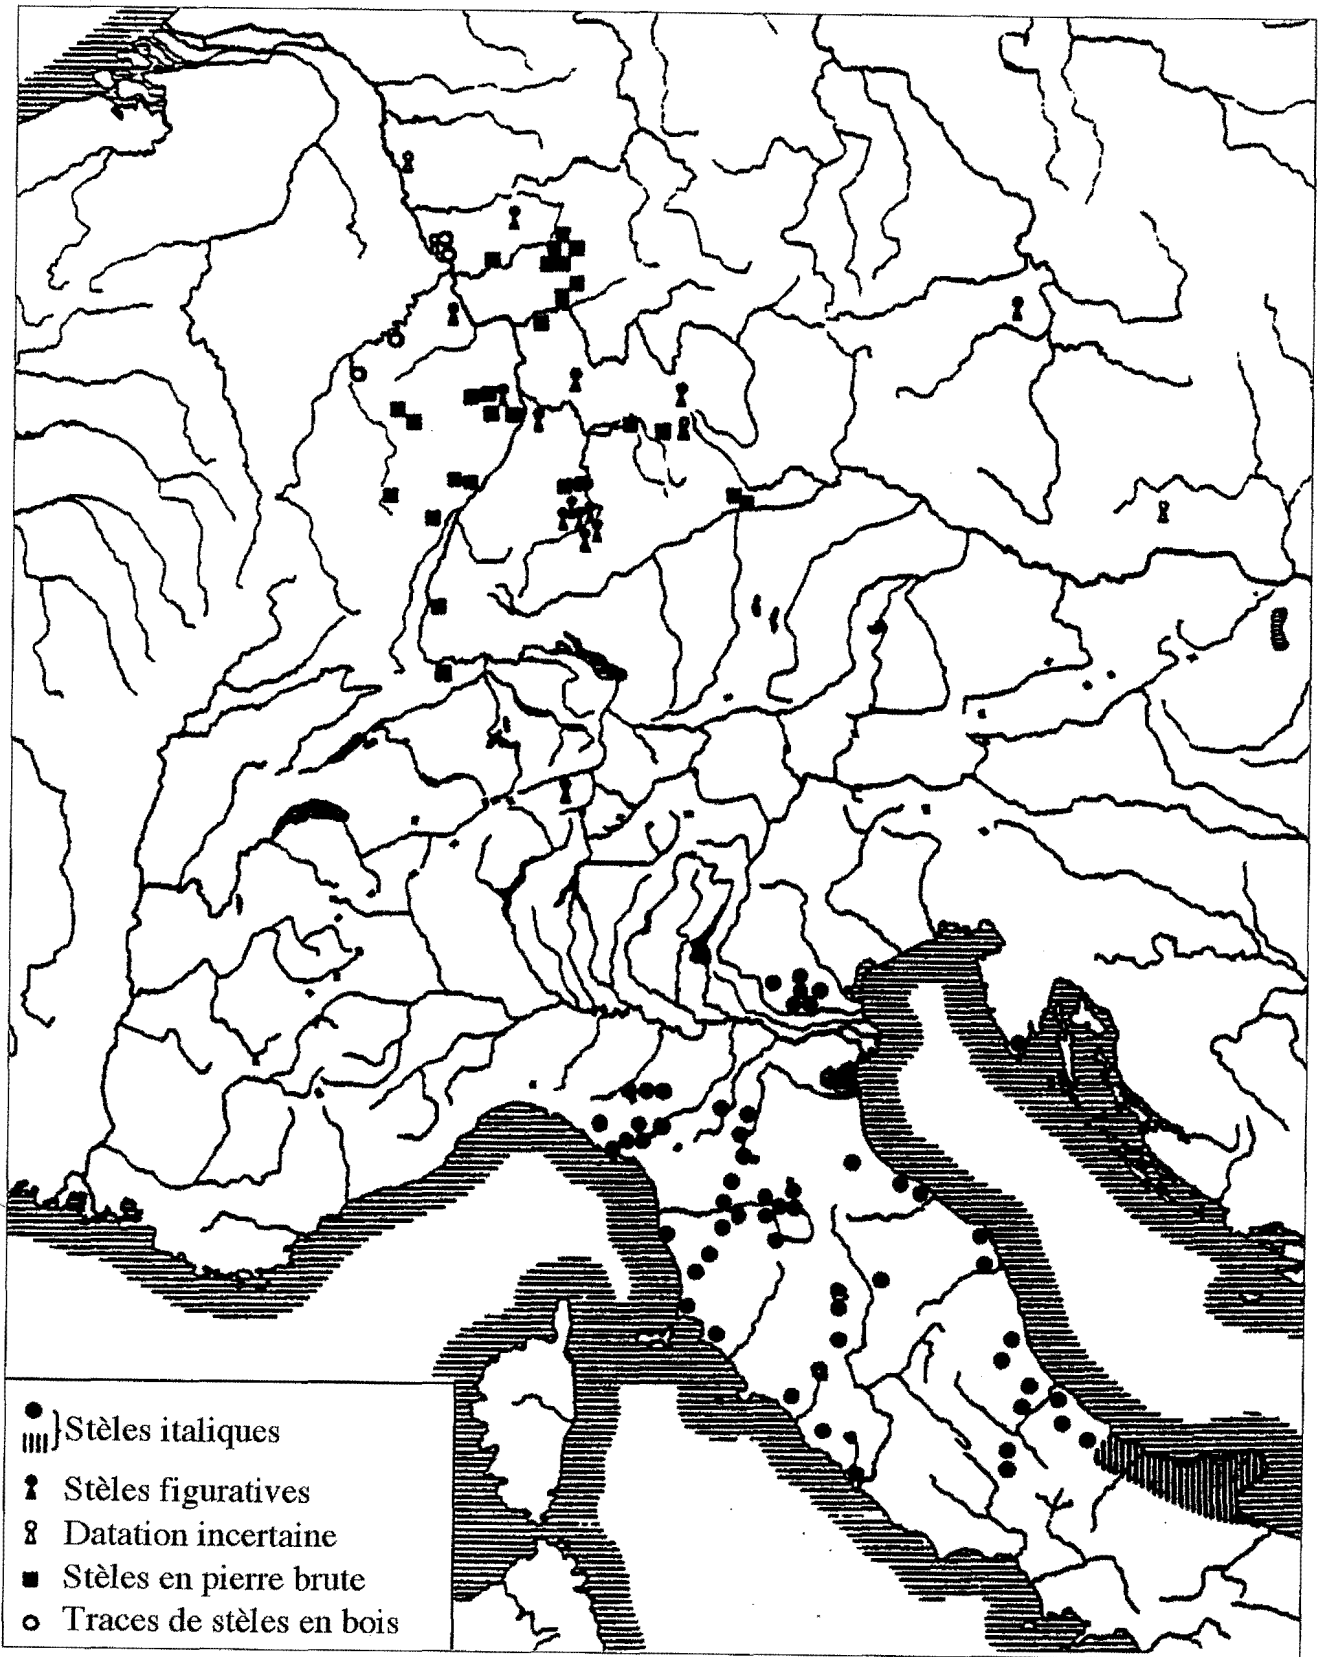 Stèles italiques
Stèles figuratives
Datation incertaine
Stèles en pierre brute
Traces de stèles en bois